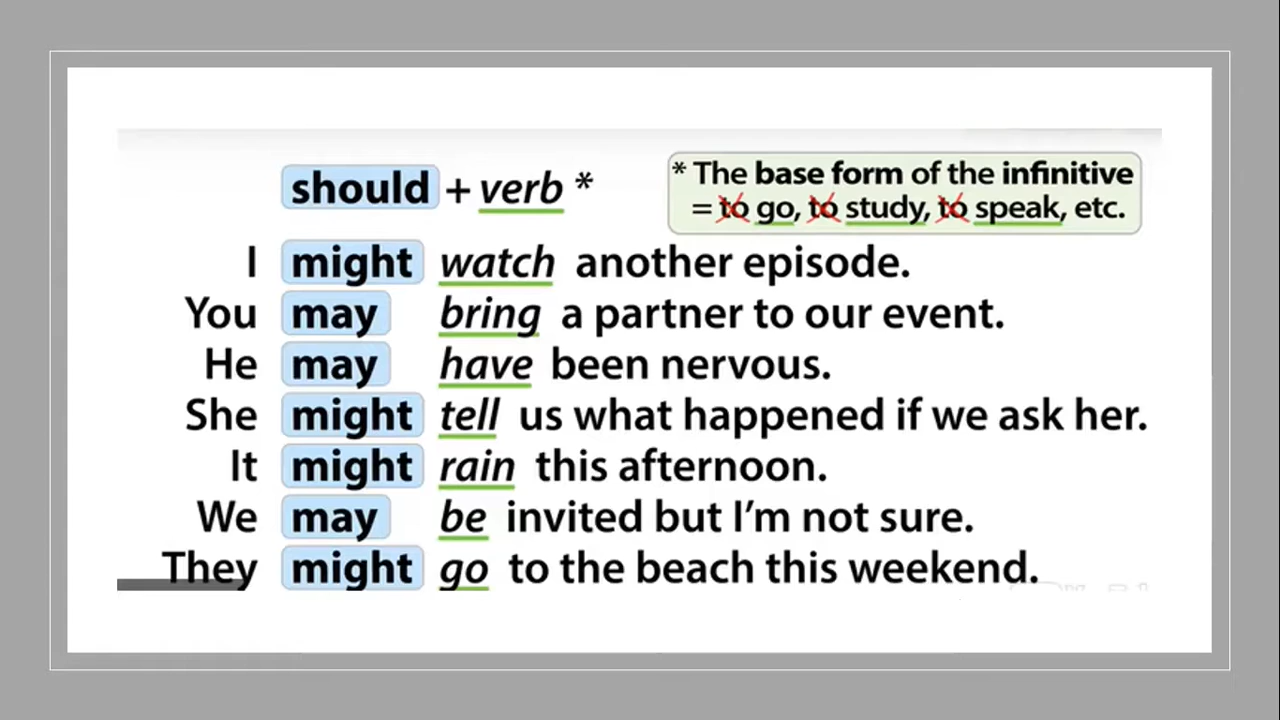 should + verb *
* The base form of the infinitive
= to go, to study, to speak, etc.
I might watch another episode.
You may bring a partner to our event.
He may have been nervous.
She might tell us what happened if we ask her.
It might rain this afternoon.
We may be invited but I'm not sure.
They might go to the beach this weekend.